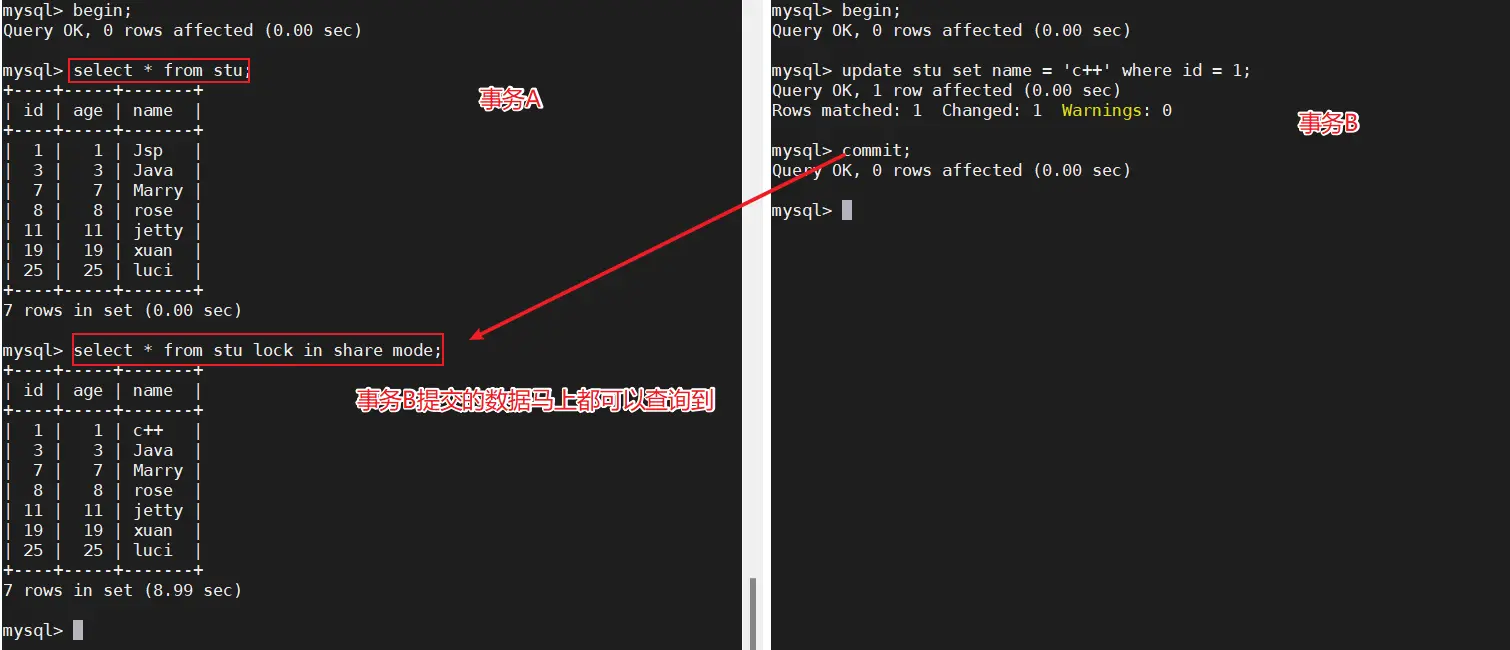 mysql> begin;
Query OK, 0 rows affected (0.00 sec)
mysql> select * from stu;
+----+-----+-------+
| id | age | name  |
+----+-----+-------+
|  1 |   1 | Jsp   |
|  3 |   3 | Java  |
|  7 |   7 | Marry |
|  8 |   8 | rose  |
| 11 |  11 | jetty |
| 19 |  19 | xuan  |
| 25 |  25 | luci  |
+----+-----+-------+
7 rows in set (0.00 sec)
事务A
mysql> select * from stu lock in share mode;
+----+-----+-------+
| id | age | name  |
+----+-----+-------+
|  1 |   1 | c++   |
|  3 |   3 | Java  |
|  7 |   7 | Marry |
|  8 |   8 | rose  |
| 11 |  11 | jetty |
| 19 |  19 | xuan  |
| 25 |  25 | luci  |
+----+-----+-------+
7 rows in set (8.99 sec)
事务B提交的数据马上都可以查询到
mysql>
mysql> begin;
Query OK, 0 rows affected (0.00 sec)
mysql> update stu set name = 'c++' where id = 1;
Query OK, 1 row affected (0.00 sec)
Rows matched: 1  Changed: 1  Warnings: 0
事务B
mysql> commit;
Query OK, 0 rows affected (0.00 sec)
mysql>